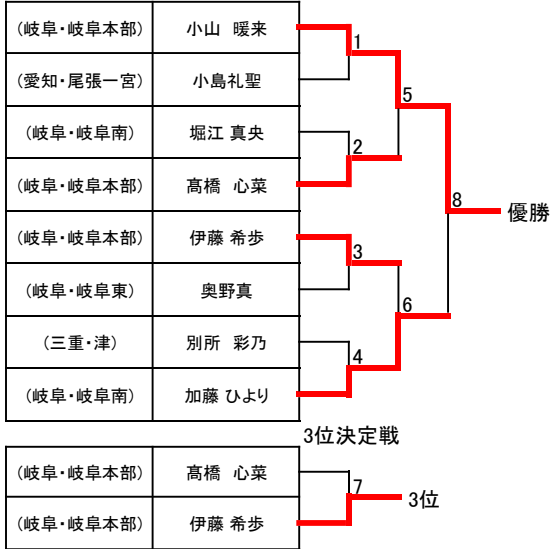 (岐阜・岐阜本部) 小山 暖来
(愛知・尾張一宮) 小島礼聖
(岐阜・岐阜南) 堀江 真央
(岐阜・岐阜本部) 髙橋 心菜
(岐阜・岐阜本部) 伊藤 希歩
(岐阜・岐阜東) 奥野真
(三重・津) 別所 彩乃
(岐阜・岐阜南) 加藤 ひより
1
2
3
4
5
6
8
優勝
3位決定戦
(岐阜・岐阜本部) 髙橋 心菜
(岐阜・岐阜本部) 伊藤 希歩
7
3位